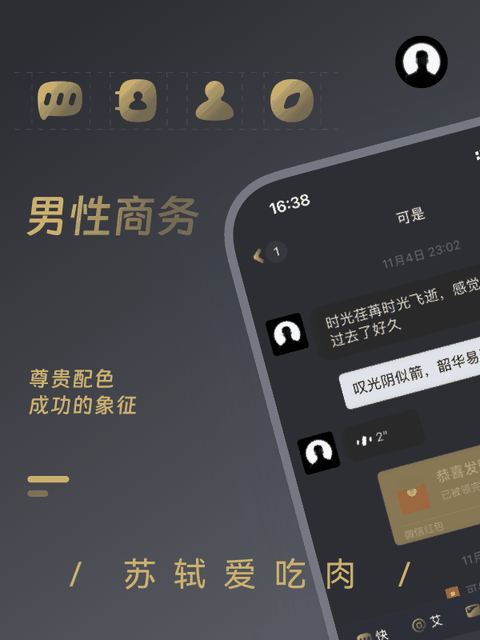 男性商务
尊贵配色
成功的象征
16:38
可是
1
11月4日 23:02
时光荏苒时光飞逝，感觉
过去了好久
叹光阴似箭，韶华易
2"
恭喜发
已被领
微信红包
11
/ 苏轼爱吃肉 /
快
艾